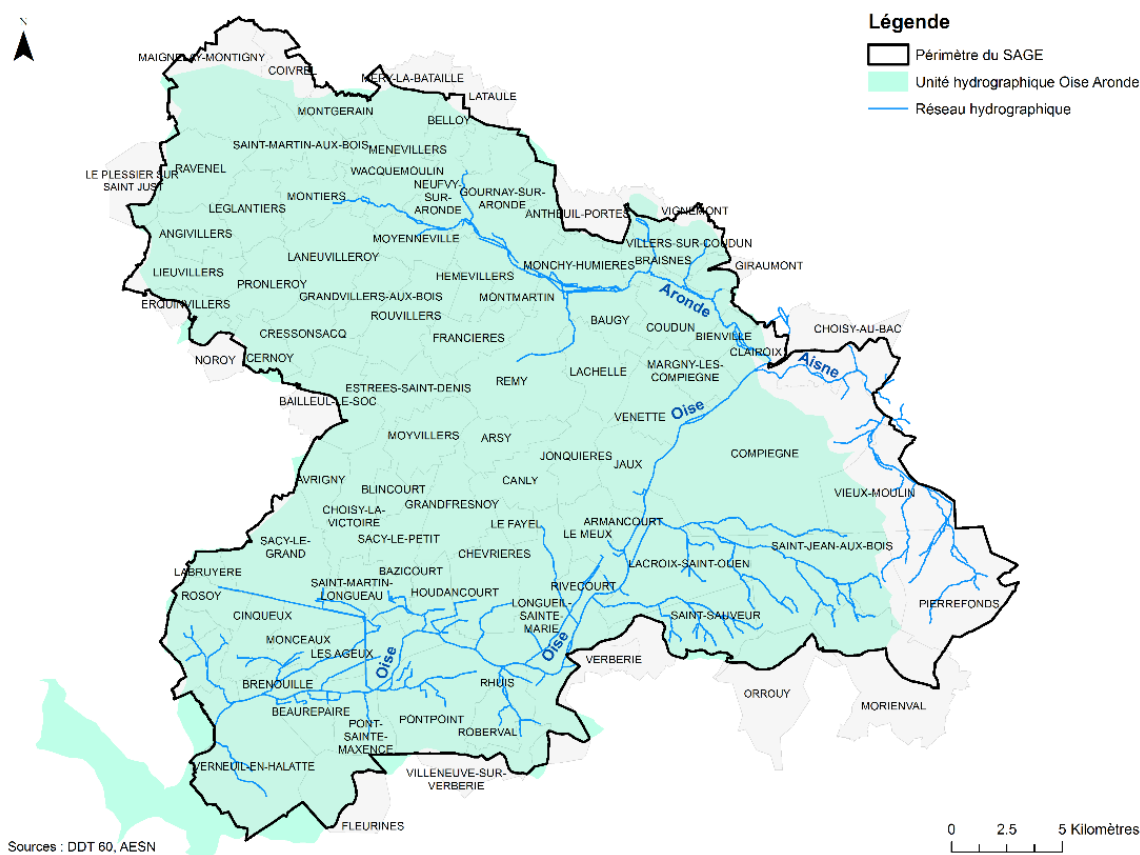 N
Légende
Périmètre du SAGE
Unité hydrographique Oise Aronde
Réseau hydrographique
MAIGNELAY-MONTIGNY
COIVREL
MERY-LA-BATAILLE
LATAULE
MONTGERAIN
BELLOY
SAINT-MARTIN-AUX-BOIS
MENEVILLERS
LE PLESSIER SUR
SAINT JUST
RAVENEL
WACQUEMOULIN
NEUFVY-
SUR-
ARONDE
GOURNAY-SUR-
ARONDE
MONTIERS
LEGLANTIERS
ANTHEUIL-PORTES
VIGNEMONT
ANGIVILLERS
MOYENNEVILLE
VILLERS-SUR-COUDUN
LANEUVILLEROY
BRAISNES
GIRAUMONT
LIEUVILLERS
PRONLEROY
HEMEVILLERS
MONCHY-HUMIERES
ERQUINVILLERS
GRANDVILLERS-AUX-BOIS
MONTMARTIN
Aronde
ROUVILLERS
BAUGY
COUDUN
CHOISY-AU-BAC
CRESSONSACQ
FRANCIERES
BIENVILLE
NOROY
CERNOY
CLAIROIX
Aisne
LACHELLE
MARGNY-LES-
COMPIEGNE
REMY
ESTREES-SAINT-DENIS
BAILLEUL-LE-SOC
VENETTE
Oise
MOYVILLERS
ARSY
COMPIEGNE
JONQUIERES
JAUX
AVRIGNY
BLINCOURT
CANLY
VIEUX-MOULIN
CHOISY-LA-
VICTOIRE
GRANDFRESNOY
LE FAYEL
ARMANCOURT
LE MEUX
SACY-LE-
GRAND
SACY-LE-PETIT
CHEVRIERES
SAINT-JEAN-AUX-BOIS
LACROIX-SAINT-OUEN
LABRUYERE
BAZICOURT
ROSOY
SAINT-MARTIN-
LONGUEAU
HOUDANCOURT
RIVECOURT
CINQUEUX
LONGUEIL-
SAINTE-
MARIE
SAINT-SAUVEUR
PIERREFONDS
MONCEAUX
LES AGEUX
Oise
Oise
VERBERIE
BRENOUILLE
RHUIS
ORROUY
MORIENVAL
BEAUREPAIRE
PONT-
SAINTE-
MAXENCE
PONTPOINT
ROBERVAL
VERNEUIL-EN-HALATTE
VILLENEUVE-SUR-
VERBERIE
FLEURINES
0 2.5 5 Kilomètres
Sources : DDT 60, AESN